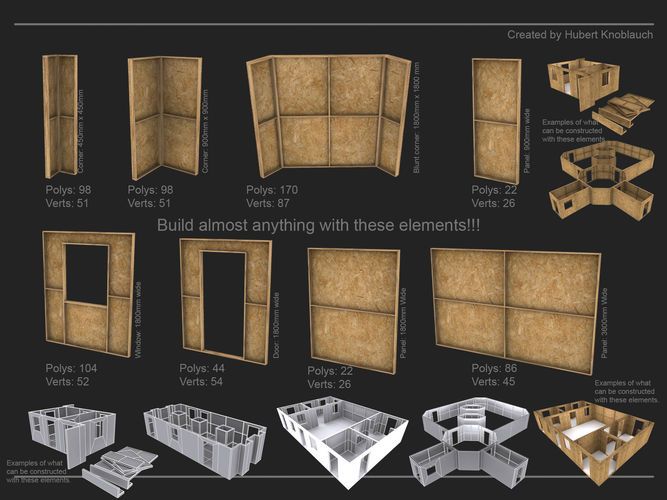 Created by Hubert Knoblauch
Corner: 450mm x 450mm
Polys: 98
Verts: 51
Corner: 900mm x 900mm
Polys: 98
Verts: 51
Blunt corner: 1800mm x 1800 mm
Polys: 170
Verts: 87
Panel: 900mm wide
Polys: 22
Verts: 26
Examples of what
can be constructed
with these elements.
Build almost anything with these elements!!!
Window: 1800mm wide
Polys: 104
Verts: 52
Door: 1800mm wide
Polys: 44
Verts: 54
Panel: 1800mm Wide
Polys: 22
Verts: 26
Panel: 3600mm Wide
Polys: 86
Verts: 45
Examples of what
can be constructed
with these elements.
Examples of what
can be constructed
with these elements.